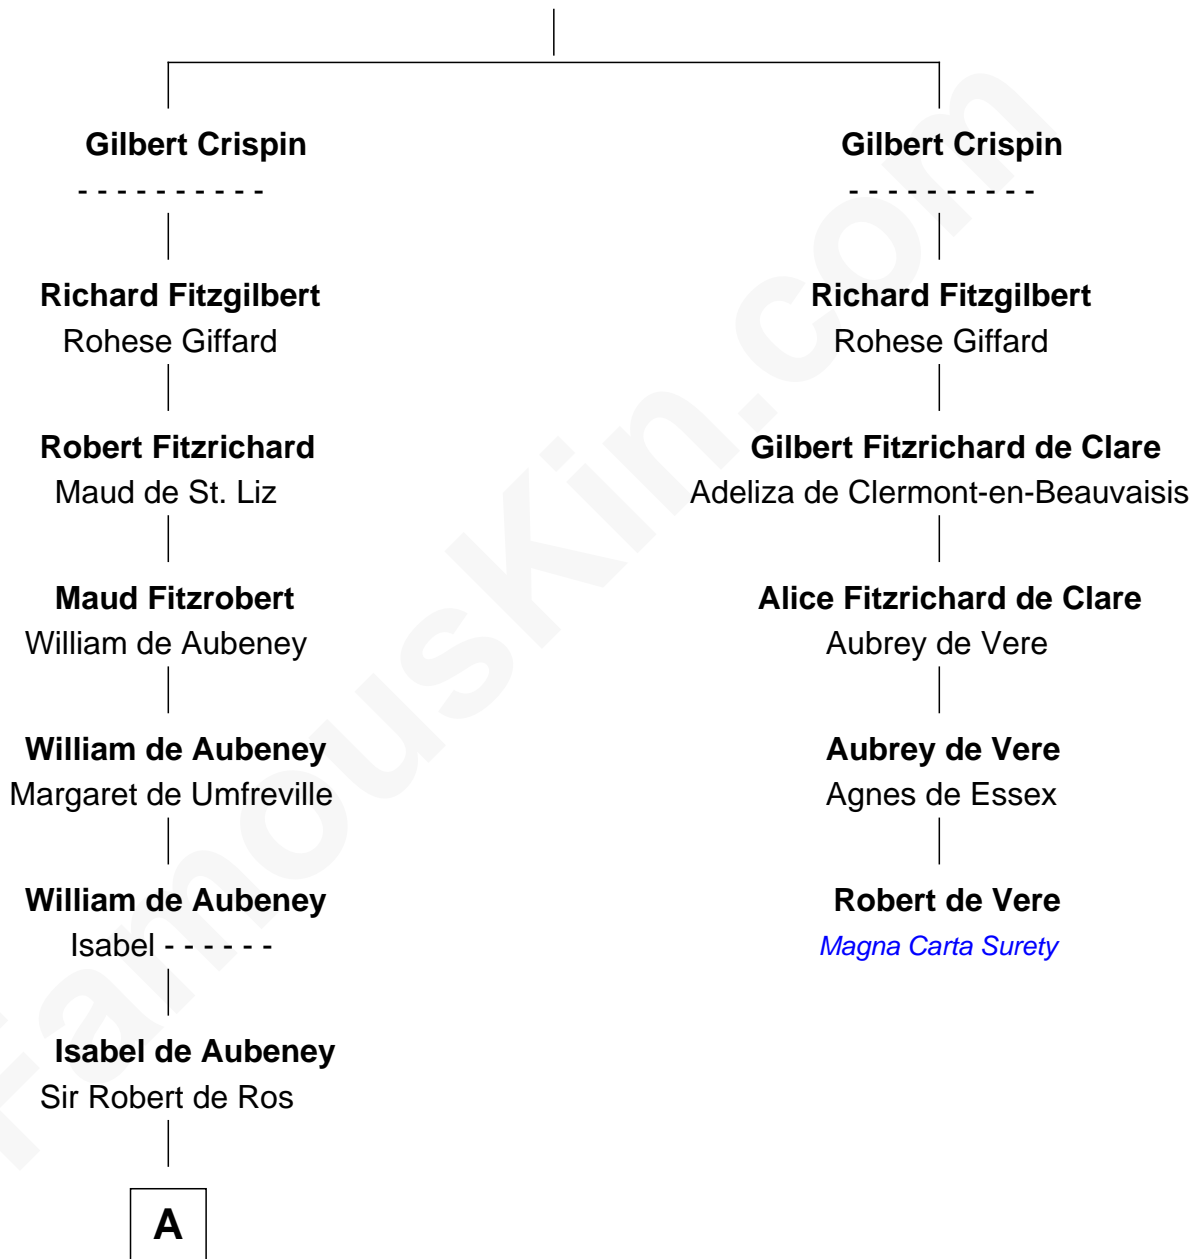 Gilbert Crispin
- - - - - - - - - -
Richard Fitzgilbert
Rohese Giffard
Robert Fitzrichard
Maud de St. Liz
Maud Fitzrobert
William de Aubeney
William de Aubeney
Margaret de Umfreville
William de Aubeney
Isabel - - - - - -
Isabel de Aubeney
Sir Robert de Ros
A
Gilbert Crispin
- - - - - - - - - -
Richard Fitzgilbert
Rohese Giffard
Gilbert Fitzrichard de Clare
Adeliza de Clermont-en-Beauvaisis
Alice Fitzrichard de Clare
Aubrey de Vere
Aubrey de Vere
Agnes de Essex
Robert de Vere
Magna Carta Surety
FamousKin.com